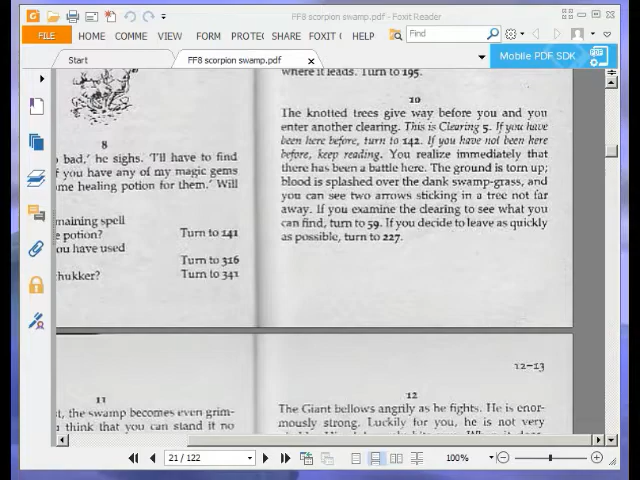 FF8 scorpion swamp.pdf - Foxit Reader
FILE HOME COMME VIEW FORM PROTEC SHARE FOXIT C HELP Find
Start FF8 scorpion swamp.pdf Mobile PDF SDK
where it leads. Turn to 195.
10
The knotted trees give way before you and you
enter another clearing. This is Clearing 5. If you have
been here before, turn to 142. If you have not been here
before, keep reading. You realize immediately that
there has been a battle here. The ground is torn up;
blood is splashed over the dank swamp-grass, and
you can see two arrows sticking in a tree not far
away. If you examine the clearing to see what you
can find, turn to 59. If you decide to leave as quickly
as possible, turn to 227.
8
bad,' he sighs. 'I'll have to find
f you have any of my magic gems
me healing potion for them.' Will
maining spell
e potion? Turn to 141
ou have used
Turn to 316
hukker? Turn to 341
12-13
11
t, the swamp becomes even grim-
u think that you can stand it no
12
The Giant bellows angrily as he fights. He is enor-
mously strong. Luckily for you, he is not very
21 / 122 100%